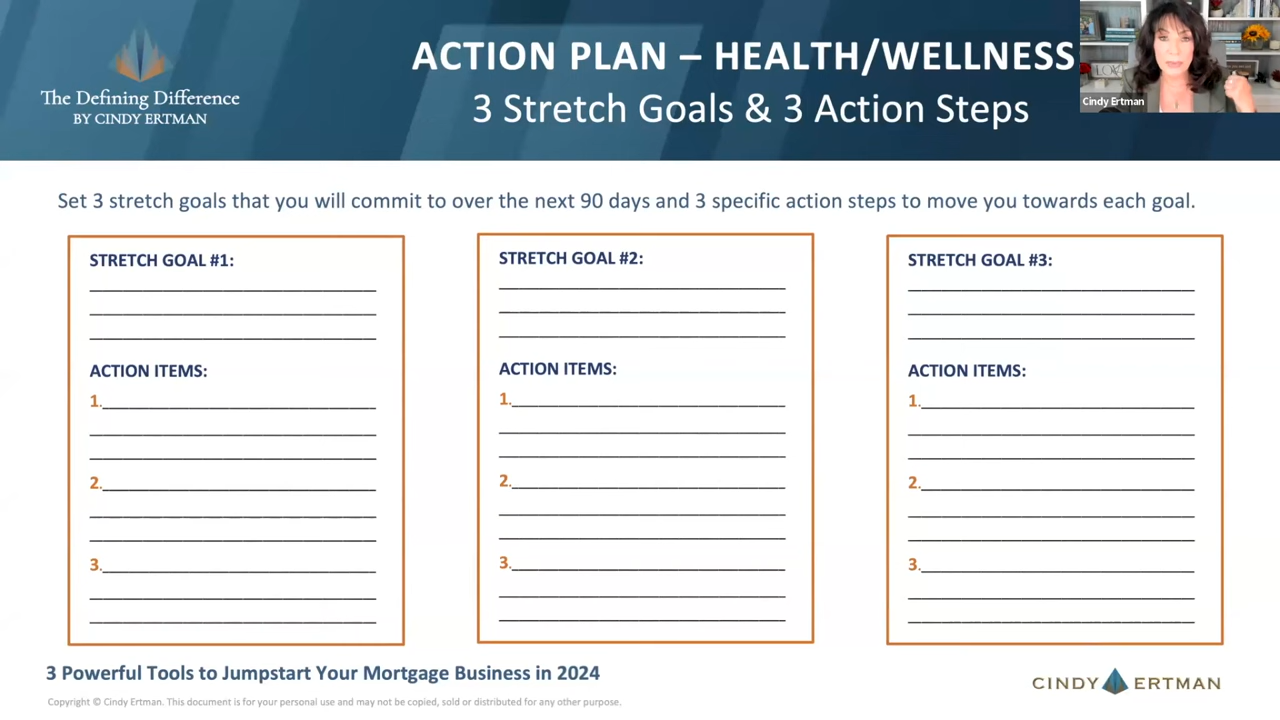 The Defining Difference
BY CINDY ERTMAN
ACTION PLAN – HEALTH/WELLNESS
3 Stretch Goals & 3 Action Steps
Cindy Ertman
Set 3 stretch goals that you will commit to over the next 90 days and 3 specific action steps to move you towards each goal.
STRETCH GOAL #1:
ACTION ITEMS:
1.
2.
3.
STRETCH GOAL #2:
ACTION ITEMS:
1.
2.
3.
STRETCH GOAL #3:
ACTION ITEMS:
1.
2.
3.
3 Powerful Tools to Jumpstart Your Mortgage Business in 2024
Copyright © Cindy Ertman. This document is for your personal use and may not be copied, sold or distributed for any other purpose.
CINDY ERTMAN